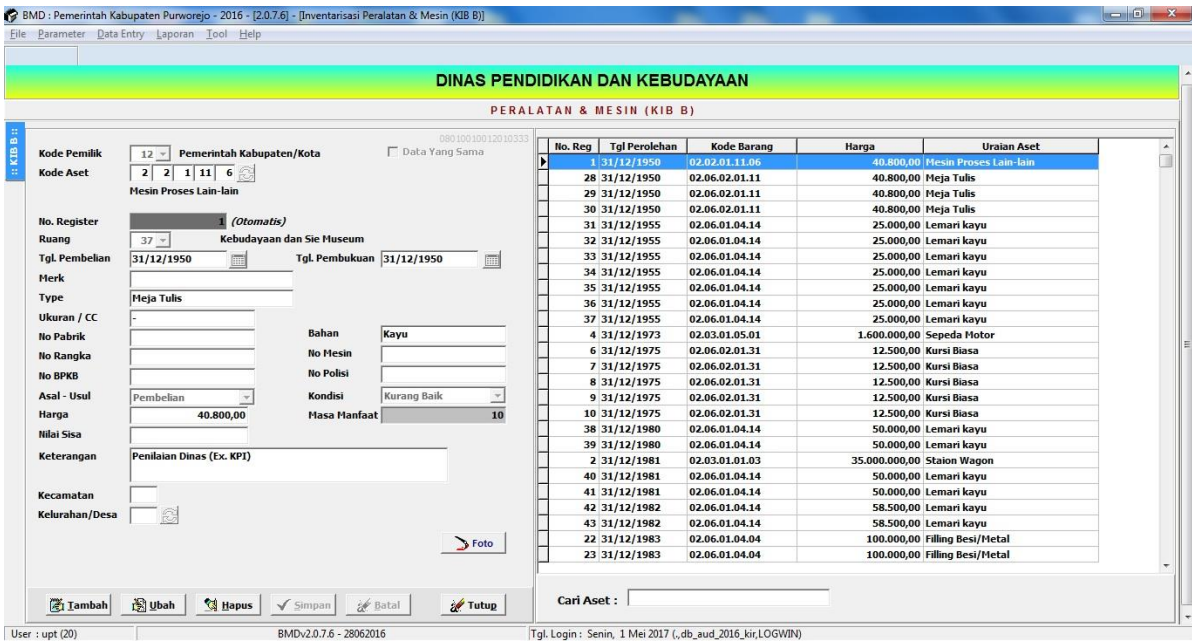 BMD : Pemerintah Kabupaten Purworejo - 2016 - [2.0.7.6] - [Inventarisasi Peralatan & Mesin (KIB B)]
File Parameter Data Entry Laporan Tool Help
DINAS PENDIDIKAN DAN KEBUDAYAAN
PERALATAN & MESIN (KIB B)
:: KIB B ::
08010010012010333
Kode Pemilik 12 Pemerintah Kabupaten/Kota Data Yang Sama
Kode Aset 2 2 1 11 6
Mesin Proses Lain-lain
No. Register 1 (Otomatis)
Ruang 37 Kebudayaan dan Sie Museum
Tgl. Pembelian 31/12/1950 Tgl. Pembukuan 31/12/1950
Merk
Type Meja Tulis
Ukuran / CC -
No Pabrik Bahan Kayu
No Rangka No Mesin
No BPKB No Polisi
Asal - Usul Pembelian Kondisi Kurang Baik
Harga 40.800,00 Masa Manfaat 10
Nilai Sisa
Keterangan Penilaian Dinas (Ex. KPI)
Kecamatan
Kelurahan/Desa
Foto
Tambah Ubah Hapus Simpan Batal Tutup
No. Reg Tgl Perolehan Kode Barang Harga Uraian Aset
1 31/12/1950 02.02.01.11.06 40.800,00 Mesin Proses Lain-lain
28 31/12/1950 02.06.02.01.11 40.800,00 Meja Tulis
29 31/12/1950 02.06.02.01.11 40.800,00 Meja Tulis
30 31/12/1950 02.06.02.01.11 40.800,00 Meja Tulis
31 31/12/1955 02.06.01.04.14 25.000,00 Lemari kayu
32 31/12/1955 02.06.01.04.14 25.000,00 Lemari kayu
33 31/12/1955 02.06.01.04.14 25.000,00 Lemari kayu
34 31/12/1955 02.06.01.04.14 25.000,00 Lemari kayu
35 31/12/1955 02.06.01.04.14 25.000,00 Lemari kayu
36 31/12/1955 02.06.01.04.14 25.000,00 Lemari kayu
37 31/12/1955 02.06.01.04.14 25.000,00 Lemari kayu
4 31/12/1973 02.03.01.05.01 1.600.000,00 Sepeda Motor
6 31/12/1975 02.06.02.01.31 12.500,00 Kursi Biasa
7 31/12/1975 02.06.02.01.31 12.500,00 Kursi Biasa
8 31/12/1975 02.06.02.01.31 12.500,00 Kursi Biasa
9 31/12/1975 02.06.02.01.31 12.500,00 Kursi Biasa
10 31/12/1975 02.06.02.01.31 12.500,00 Kursi Biasa
38 31/12/1980 02.06.01.04.14 50.000,00 Lemari kayu
39 31/12/1980 02.06.01.04.14 50.000,00 Lemari kayu
2 31/12/1981 02.03.01.01.03 35.000.000,00 Staion Wagon
40 31/12/1981 02.06.01.04.14 50.000,00 Lemari kayu
41 31/12/1981 02.06.01.04.14 50.000,00 Lemari kayu
42 31/12/1982 02.06.01.04.14 58.500,00 Lemari kayu
43 31/12/1982 02.06.01.04.14 58.500,00 Lemari kayu
22 31/12/1983 02.06.01.04.04 100.000,00 Filling Besi/Metal
23 31/12/1983 02.06.01.04.04 100.000,00 Filling Besi/Metal
Cari Aset :
User : upt (20) BMDv2.0.7.6 - 28062016 Tgl. Login : Senin, 1 Mei 2017 (.,db_aud_2016_kir,LOGWIN)